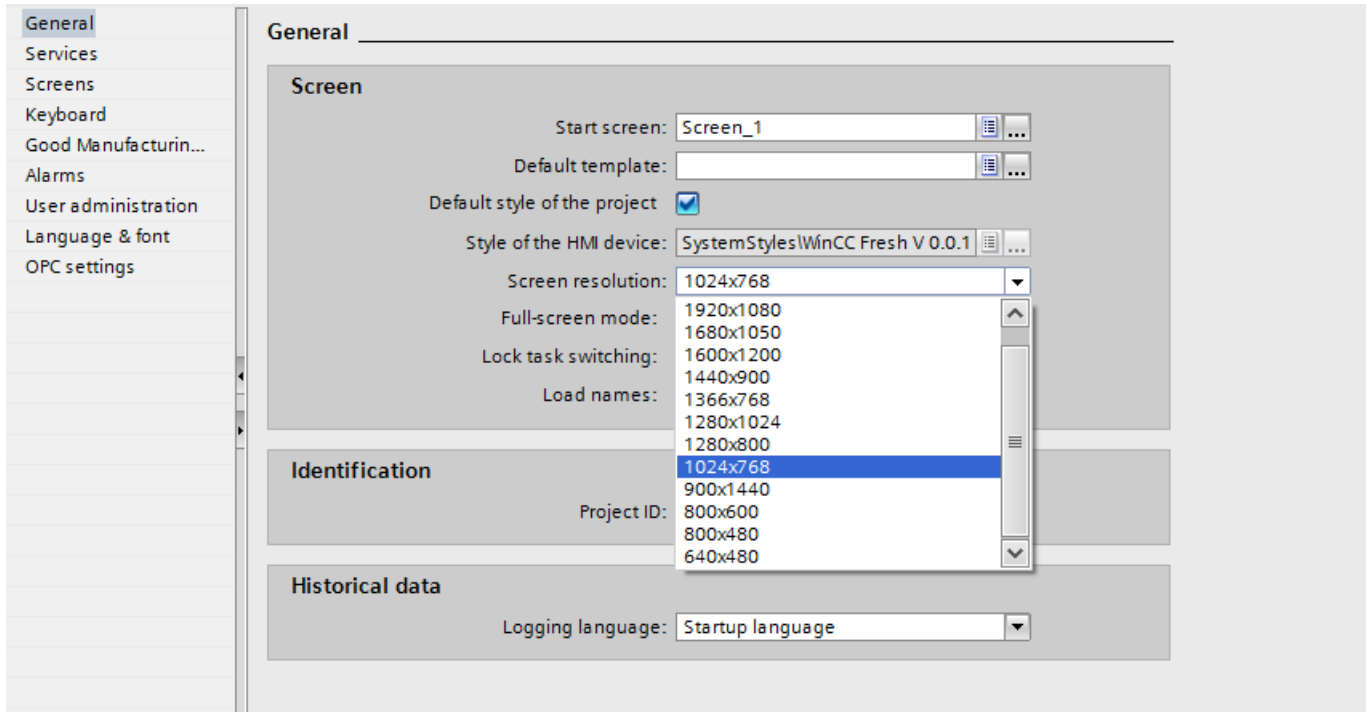 General
Services
Screens
Keyboard
Good Manufacturin...
Alarms
User administration
Language & font
OPC settings
General
Screen
Start screen: Screen_1
Default template:
Default style of the project
Style of the HMI device: SystemStyles\WinCC Fresh V 0.0.1
Screen resolution: 1024x768
Full-screen mode:
Lock task switching:
Load names:
1920x1080
1680x1050
1600x1200
1440x900
1366x768
1280x1024
1280x800
1024x768
900x1440
800x600
800x480
640x480
Identification
Project ID:
Historical data
Logging language: Startup language